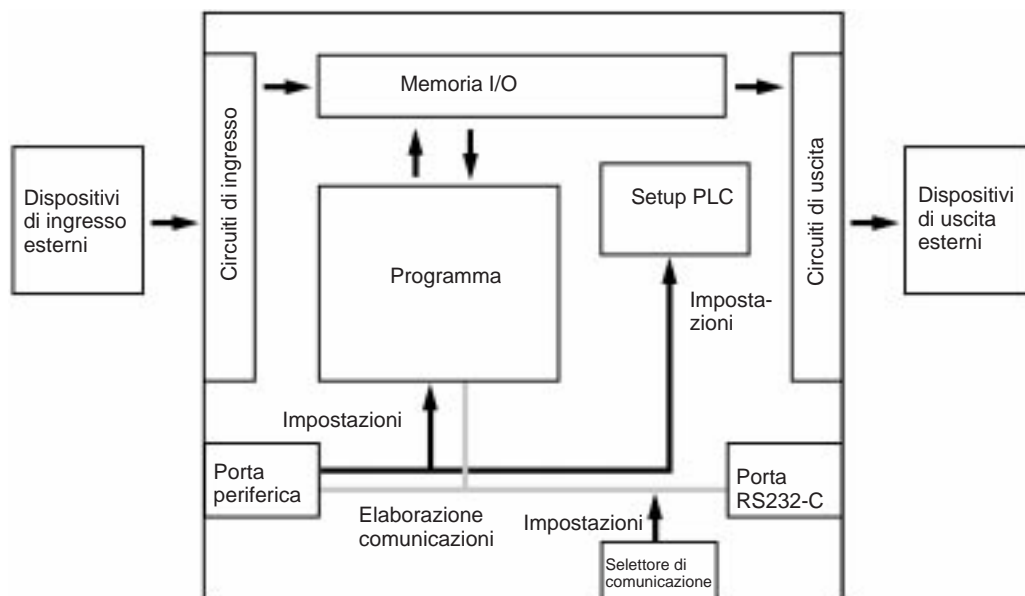 Memoria I/O
Circuiti di ingresso
Circuiti di uscita
Dispositivi
di ingresso
esterni
Setup PLC
Dispositivi
di uscita
esterni
Programma
Imposta-
zioni
Impostazioni
Porta
periferica
Porta
RS232-C
Elaborazione
comunicazioni
Impostazioni
Selettore di
comunicazione